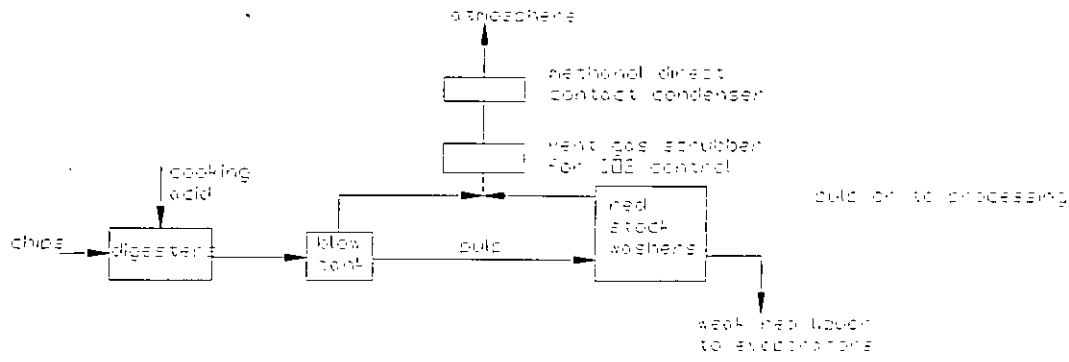 atmosphere
methanol direct
contact condenser
vent gas scrubber
for SO2 control
cooking
acid
pulp on to processing
red
stock
washers
chips
digesters
blow
tank
pulp
weak red liquor
to evaporators